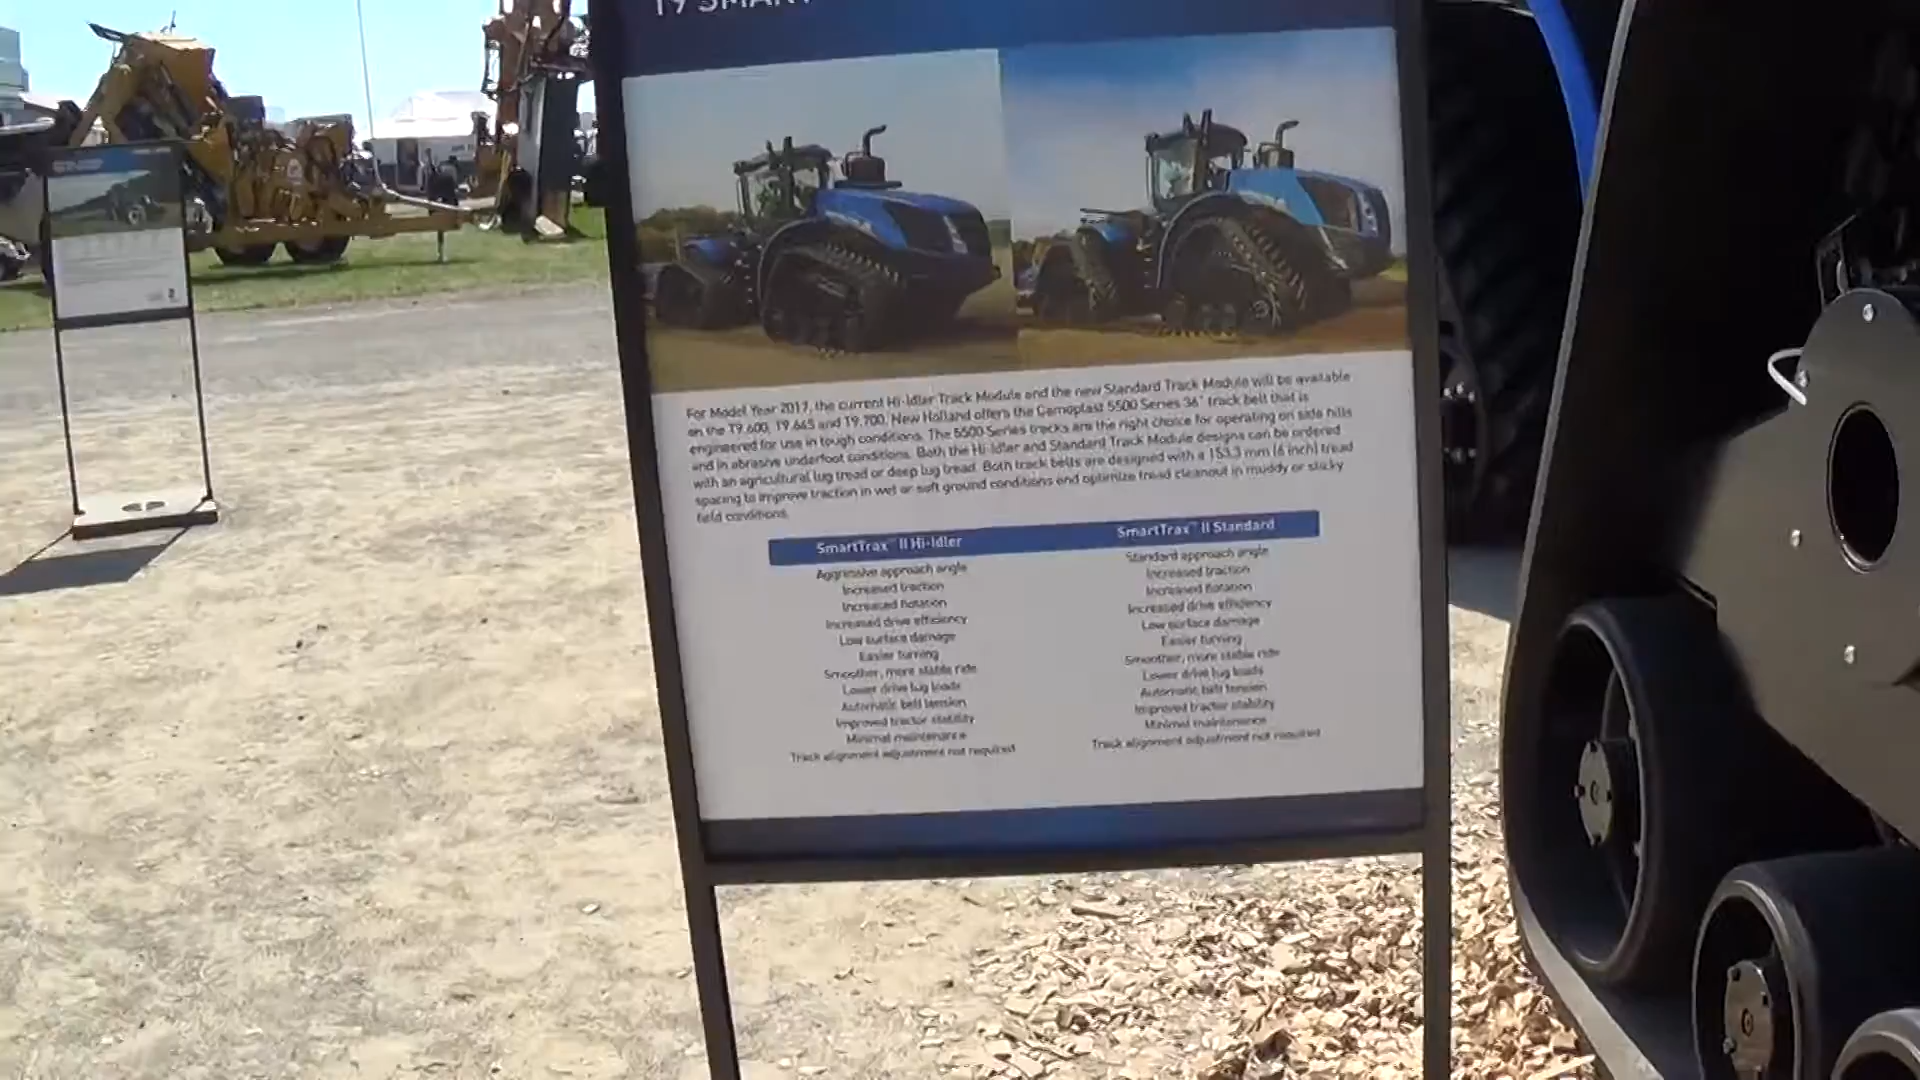 T9 SMART
For Model Year 2017, the current Hi-Idler Track Module and the new Standard Track Module will be available
on the T9.600, T9.645 and T9.700. New Holland offers the Camoplast 5500 Series 36" track belt that is
engineered for use in tough conditions. The 5500 Series tracks are the right choice for operating on side hills
and in abrasive underfoot conditions. Both the Hi-Idler and Standard Track Module designs can be ordered
with an agricultural lug tread or deep lug tread. Both track belts are designed with a 153.3 mm (6 inch) tread
spacing to improve traction in wet or soft ground conditions and optimize tread cleanout in muddy or sticky
field conditions.
SmartTrax™ II Hi-Idler
Aggressive approach angle
Increased traction
Increased flotation
Increased drive efficiency
Low surface damage
Easier turning
Smoother, more stable ride
Lower drive lug loads
Automatic belt tension
Improved tractor stability
Minimal maintenance
Track alignment adjustment not required
SmartTrax™ II Standard
Standard approach angle
Increased traction
Increased flotation
Increased drive efficiency
Low surface damage
Easier turning
Smoother, more stable ride
Lower drive lug loads
Automatic belt tension
Improved tractor stability
Minimal maintenance
Track alignment adjustment not required